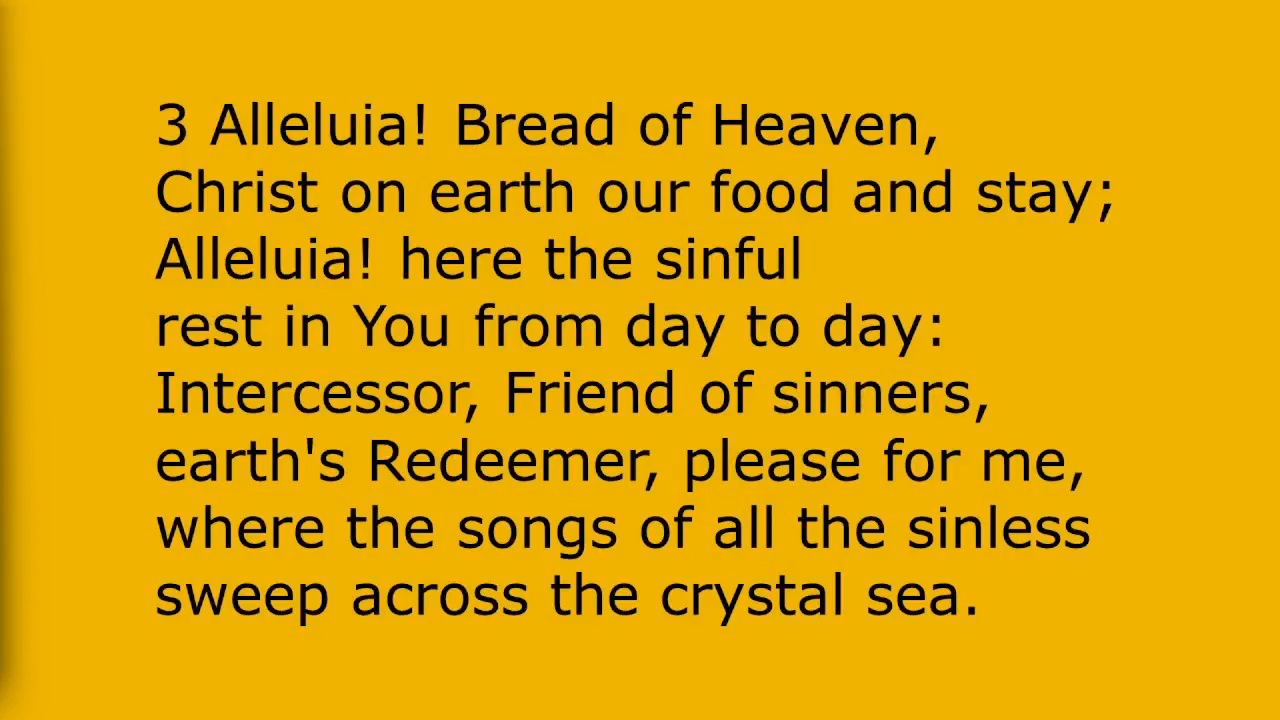 3 Alleluia! Bread of Heaven,
Christ on earth our food and stay;
Alleluia! here the sinful
rest in You from day to day:
Intercessor, Friend of sinners,
earth's Redeemer, please for me,
where the songs of all the sinless
sweep across the crystal sea.